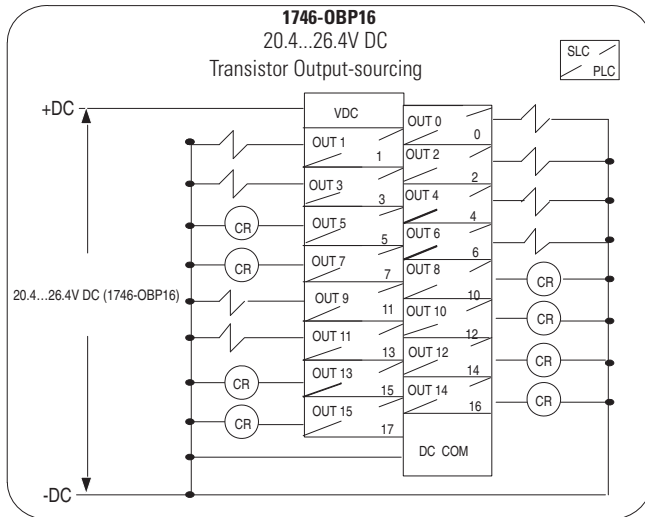 1746-OBP16
20.4...26.4V DC
Transistor Output-sourcing
SLC
PLC
+DC
VDC
OUT 0
0
OUT 1
1
OUT 2
2
OUT 3
3
OUT 4
4
CR
OUT 5
5
OUT 6
6
CR
OUT 7
7
OUT 8
10
CR
20.4...26.4V DC (1746-OBP16)
OUT 9
11
OUT 10
12
CR
OUT 11
13
OUT 12
14
CR
CR
OUT 13
15
OUT 14
16
CR
CR
OUT 15
17
DC COM
-DC